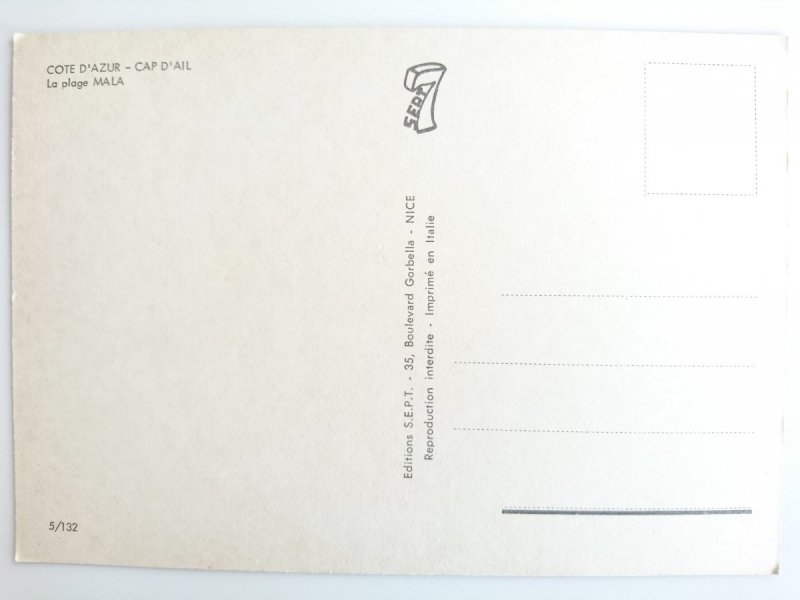 COTE D'AZUR – CAP D'AIL
La plage MALA
SEPT
Editions S.E.P.T. - 35, Boulevard Gorbella - NICE
Reproduction interdite - Imprimé en Italie
5/132